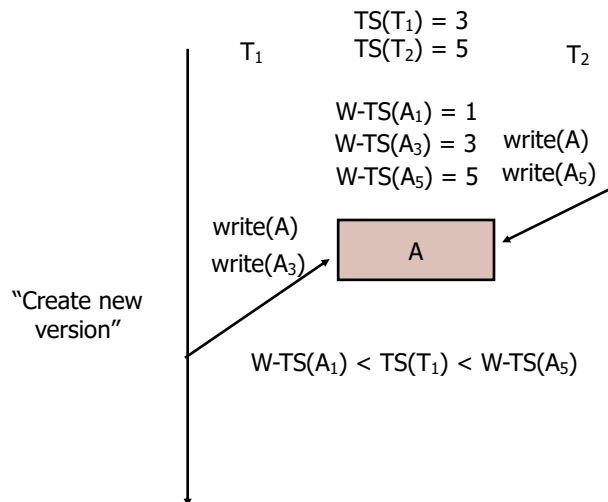 TS(T₁) = 3
TS(T₂) = 5
T₁
T₂
W-TS(A₁) = 1
W-TS(A₃) = 3
W-TS(A₅) = 5
write(A)
write(A₅)
write(A)
write(A₃)
A
“Create new
version”
W-TS(A₁) < TS(T₁) < W-TS(A₅)